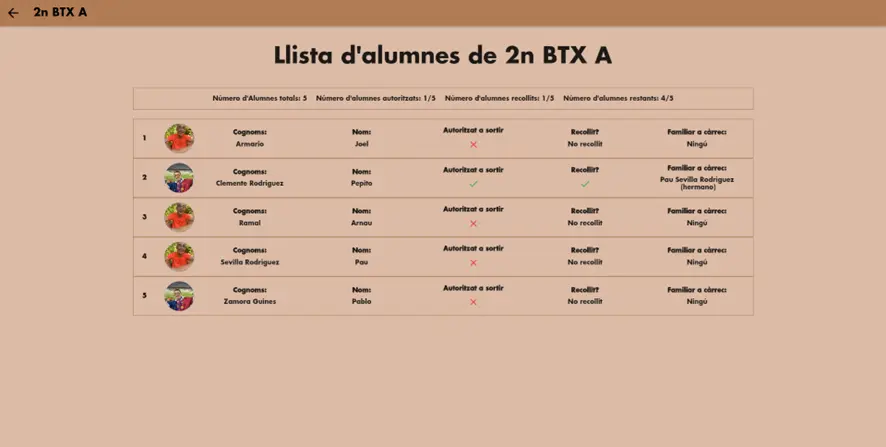 2n BTX A
Llista d'alumnes de 2n BTX A
Número d'Alumnes totals: 5 Número d'alumnes autoritzats: 1/5 Número d'alumnes recollits: 1/5 Número d'alumnes restants: 4/5
1 Cognoms: Nom: Autoritzat a sortir Recollit? Familiar a càrrec:
Armario Joel No recollit Ningú
2 Cognoms: Nom: Autoritzat a sortir Recollit? Familiar a càrrec:
Clemente Rodríguez Pepito Pau Sevilla Rodriguez
(hermano)
3 Cognoms: Nom: Autoritzat a sortir Recollit? Familiar a càrrec:
Ramal Arnau No recollit Ningú
4 Cognoms: Nom: Autoritzat a sortir Recollit? Familiar a càrrec:
Sevilla Rodriguez Pau No recollit Ningú
5 Cognoms: Nom: Autoritzat a sortir Recollit? Familiar a càrrec:
Zamora Guines Pablo No recollit Ningú